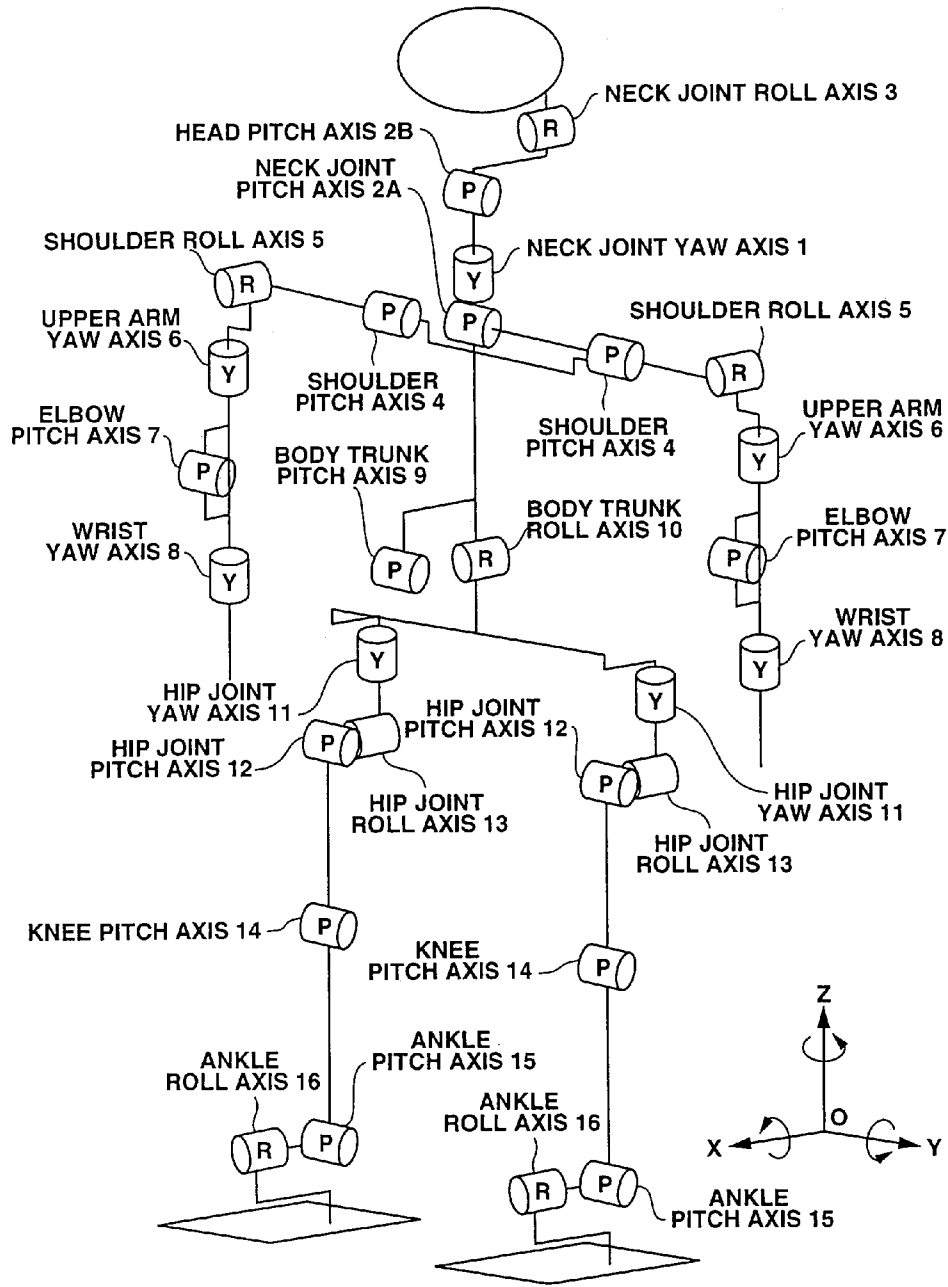 NECK JOINT ROLL AXIS 3
R
HEAD PITCH AXIS 2B
NECK JOINT
PITCH AXIS 2A
P
SHOULDER ROLL AXIS 5
NECK JOINT YAW AXIS 1
Y
R
P
P
SHOULDER ROLL AXIS 5
UPPER ARM
YAW AXIS 6
P
R
Y
SHOULDER
PITCH AXIS 4
SHOULDER
PITCH AXIS 4
UPPER ARM
YAW AXIS 6
ELBOW
PITCH AXIS 7
Y
P
BODY TRUNK
PITCH AXIS 9
BODY TRUNK
ROLL AXIS 10
ELBOW
PITCH AXIS 7
WRIST
YAW AXIS 8
P
R
P
Y
WRIST
YAW AXIS 8
Y
Y
HIP JOINT
YAW AXIS 11
Y
HIP JOINT
PITCH AXIS 12
P
HIP JOINT
PITCH AXIS 12
P
HIP JOINT
YAW AXIS 11
HIP JOINT
ROLL AXIS 13
HIP JOINT
ROLL AXIS 13
KNEE PITCH AXIS 14
P
KNEE
PITCH AXIS 14
P
Z
ANKLE
PITCH AXIS 15
ANKLE
ROLL AXIS 16
ANKLE
ROLL AXIS 16
O
X
Y
R
P
R
P
ANKLE
PITCH AXIS 15